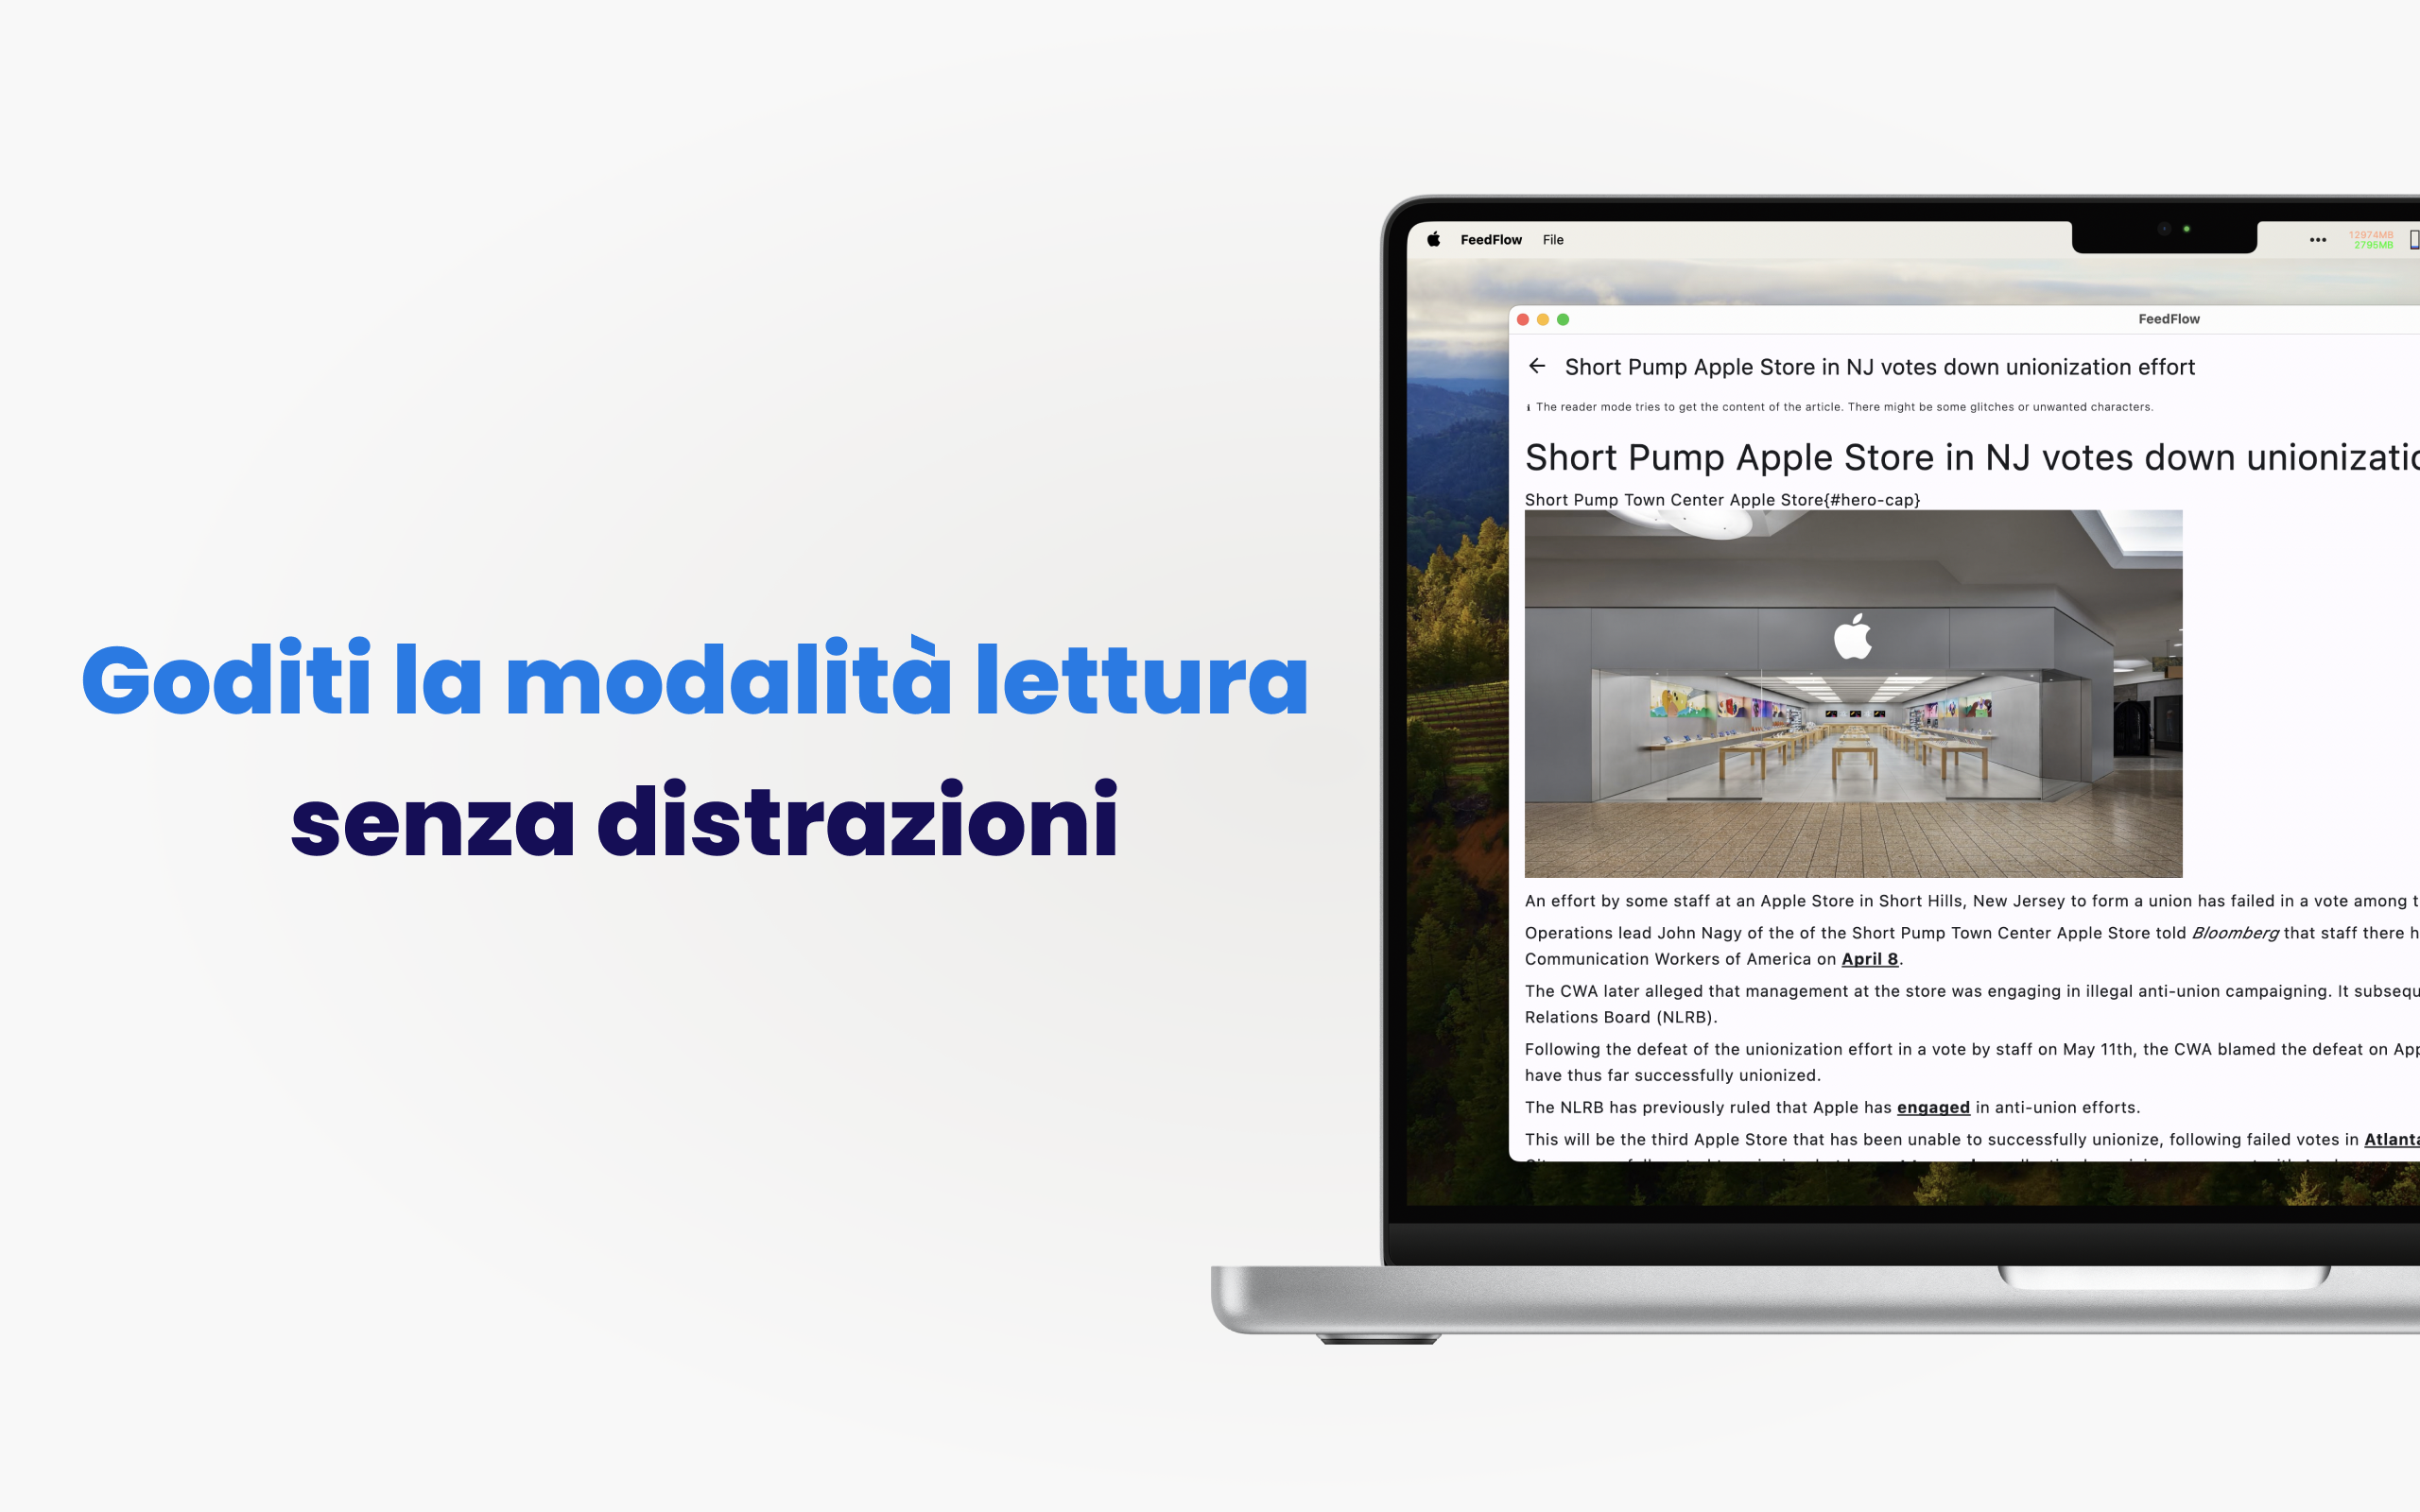 Goditi la modalità lettura
senza distrazioni
FeedFlow File
12974MB
2795MB
FeedFlow
Short Pump Apple Store in NJ votes down unionization effort
The reader mode tries to get the content of the article. There might be some glitches or unwanted characters.
Short Pump Apple Store in NJ votes down
Short Pump Town Center Apple Store{#hero-cap}
An effort by some staff at an Apple Store in Short Hills, New Jersey to form a union has failed in a vote among
Operations lead John Nagy of the of the Short Pump Town Center Apple Store told Bloomberg that staff there
Communication Workers of America on April 8.
The CWA later alleged that management at the store was engaging in illegal anti-union campaigning. It
Relations Board (NLRB).
Following the defeat of the unionization effort in a vote by staff on May 11th, the CWA blamed the defeat on
have thus far successfully unionized.
The NLRB has previously ruled that Apple has engaged in anti-union efforts.
This will be the third Apple Store that has been unable to successfully unionize, following failed votes in